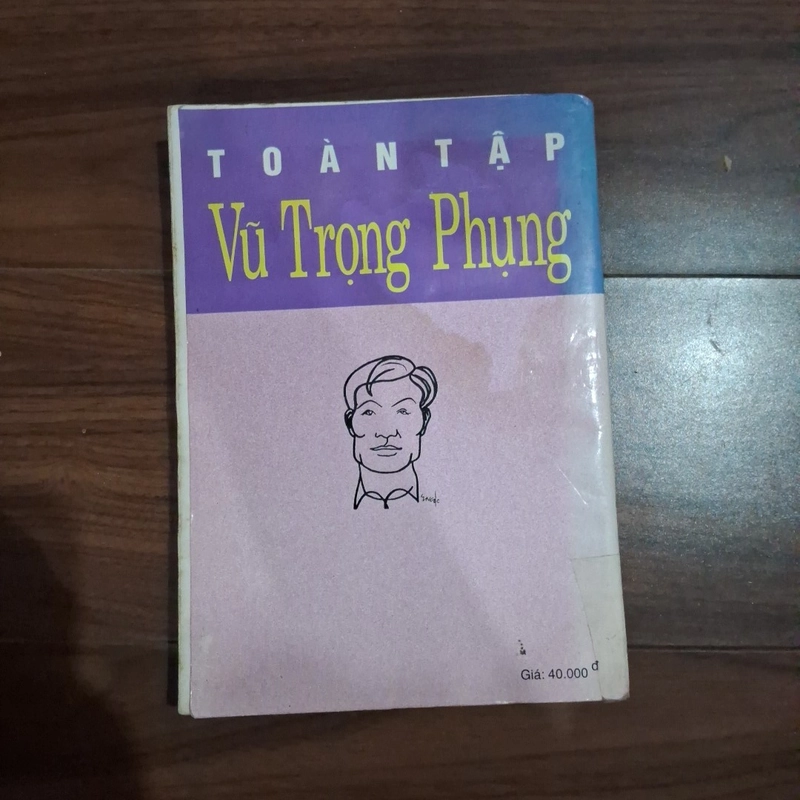 TOÀN TẬP
Vũ Trọng Phụng
Giá: 40.000 đ